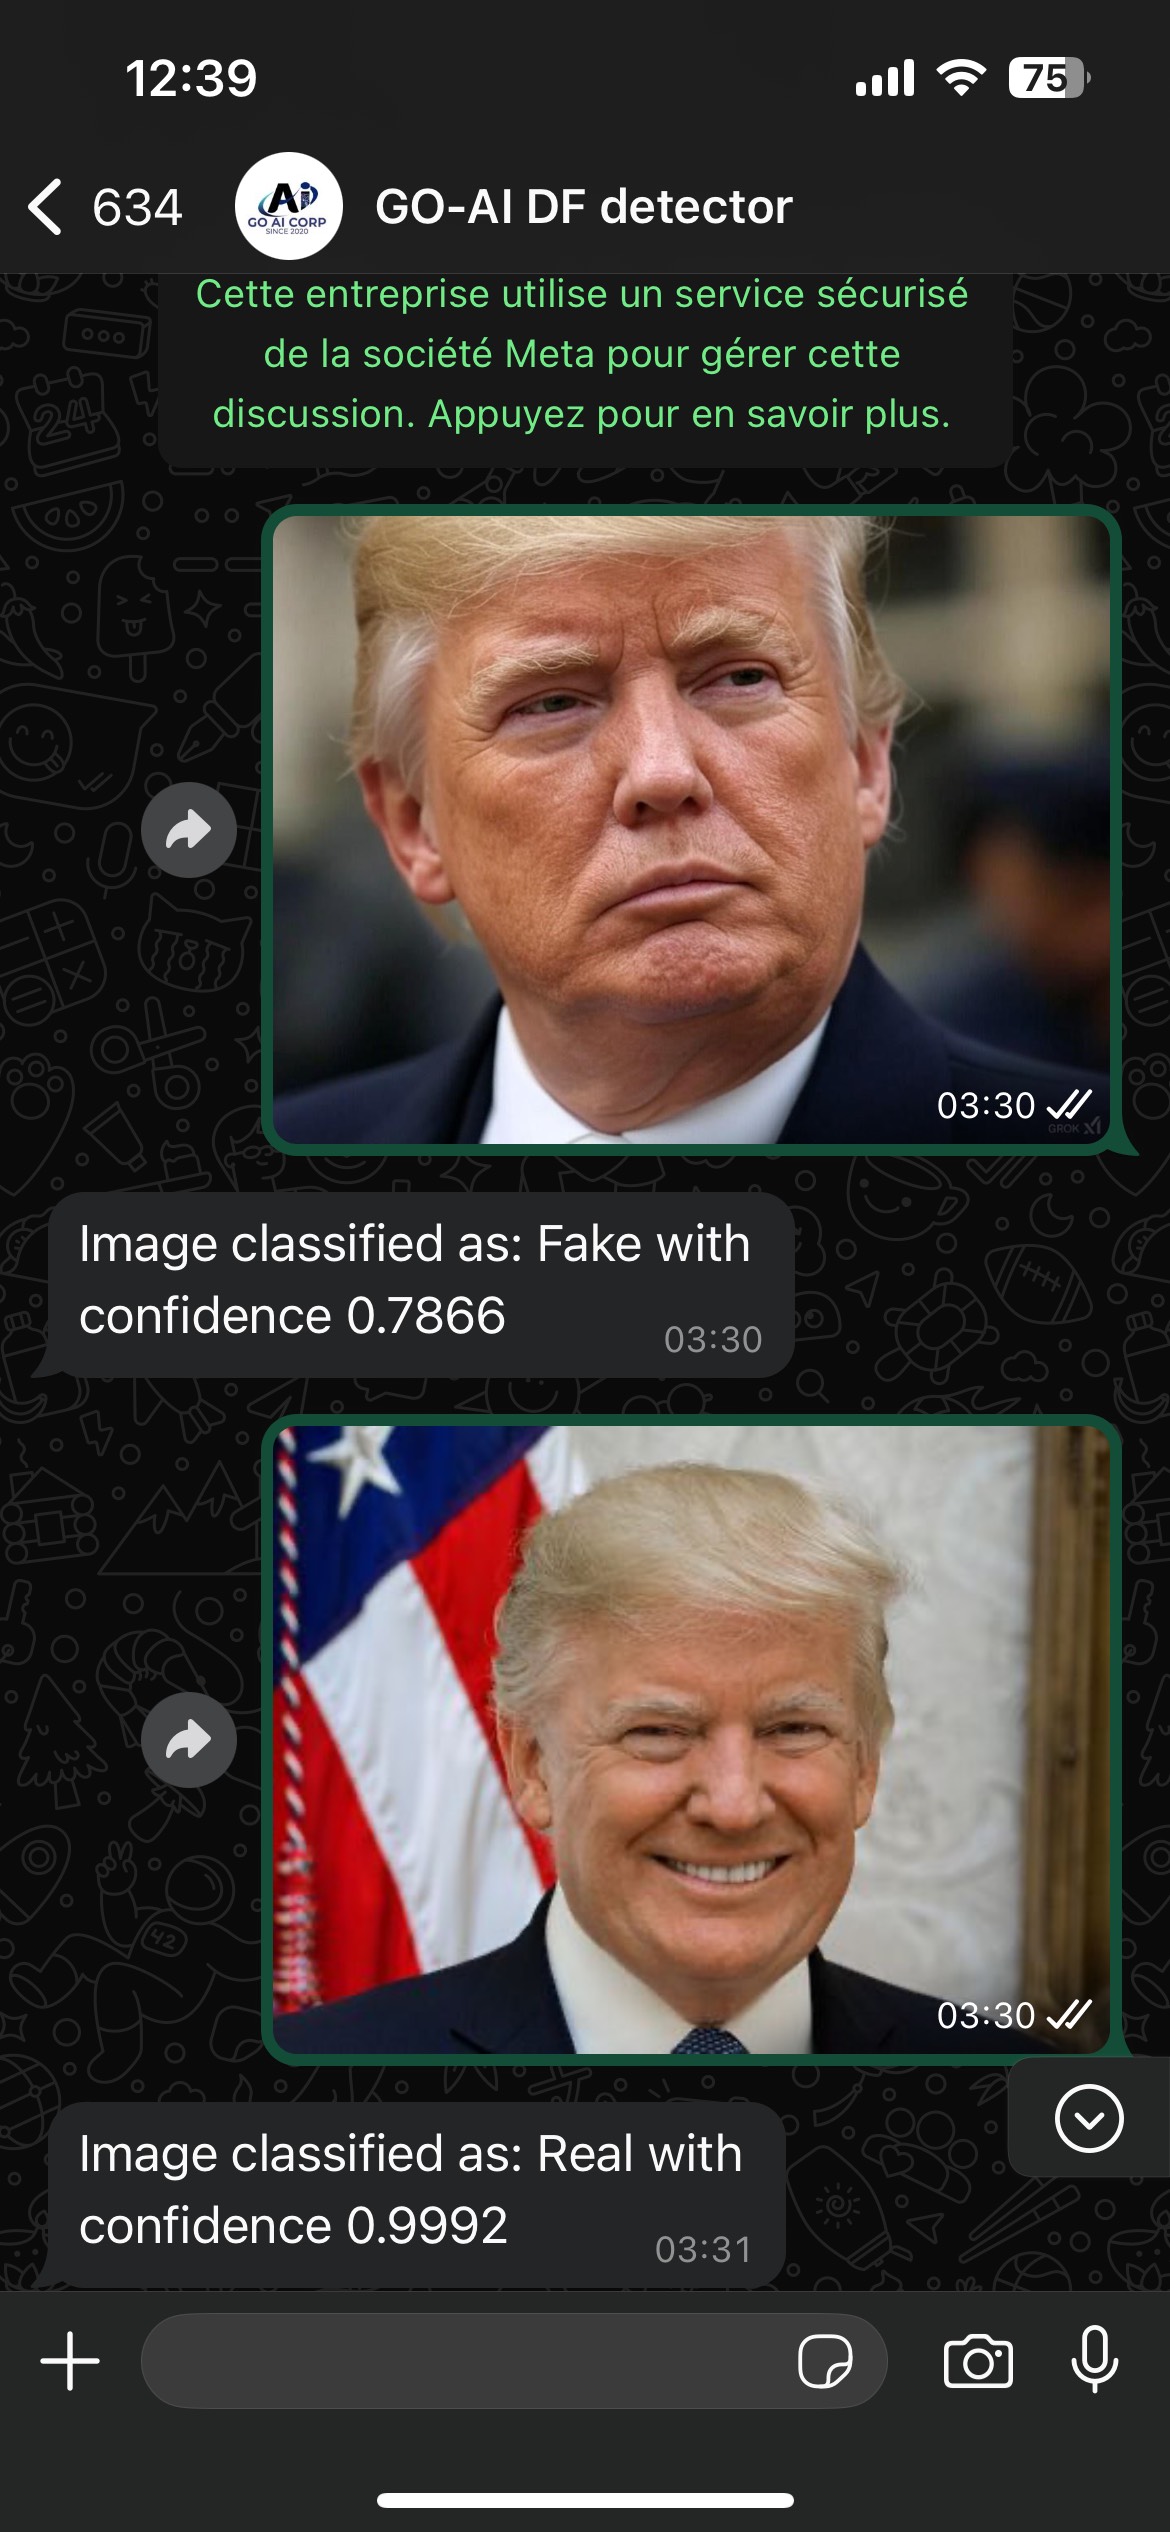 12:39
75
634
Ai
GO AI CORP
SINCE 2020
GO-AI DF detector
Cette entreprise utilise un service sécurisé
de la société Meta pour gérer cette
discussion. Appuyez pour en savoir plus.
03:30
GROK
Image classified as: Fake with
confidence 0.7866
03:30
03:30
Image classified as: Real with
confidence 0.9992
03:31
24
42